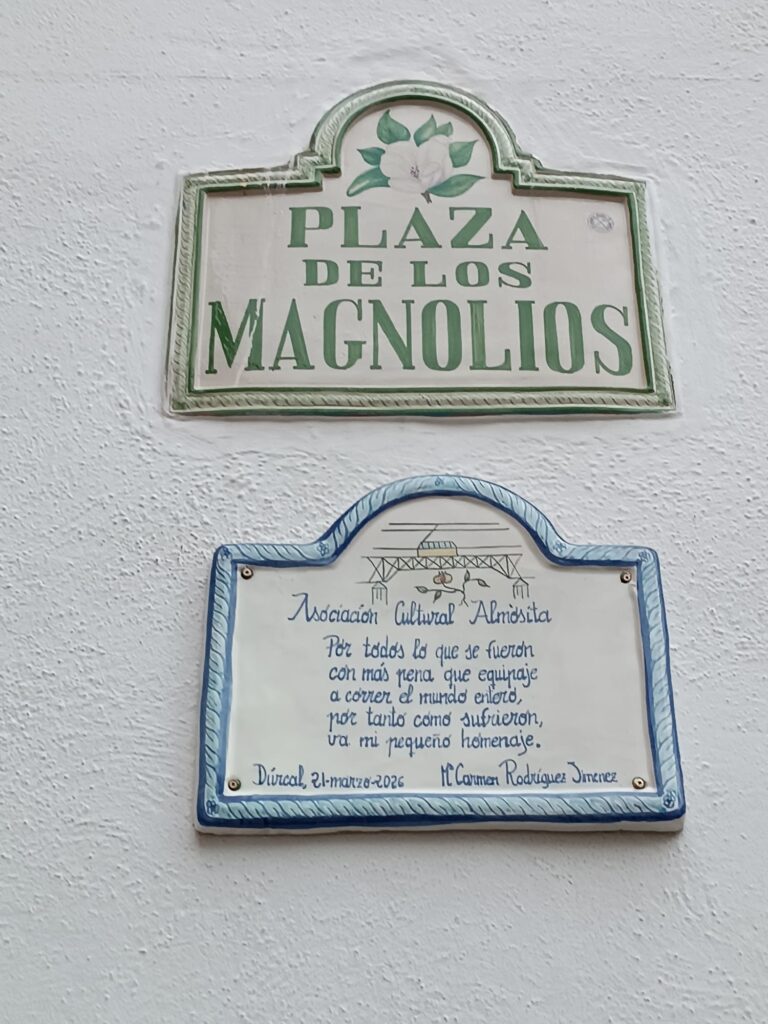 PLAZA
DE LOS
MAGNOLIOS
Asociación Cultural Almósita
Por todos lo que se fueron
con más pena que equipaje
a correr el mundo entero,
por tanto como sufrieron,
va mi pequeño homenaje.
Dúrcal, 21-marzo-2026 Mª Carmen Rodríguez Jimenez